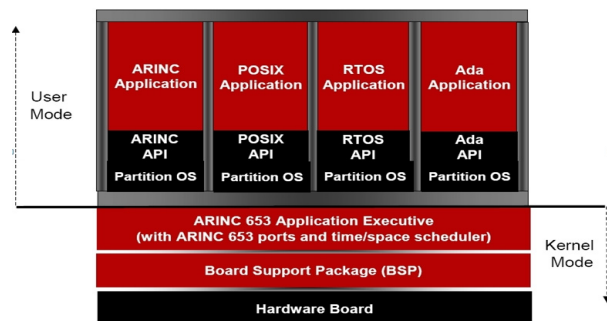 User
Mode
ARINC
Application
ARINC
API
Partition OS
POSIX
Application
POSIX API
Partition OS
RTOS
Application
RTOS
API
Partition OS
Ada
Application
Ada
API
Partition OS
ARINC 653 Application Executive
(with ARINC 653 ports and time/space scheduler)
Board Support Package (BSP)
Hardware Board
Kernel
Mode